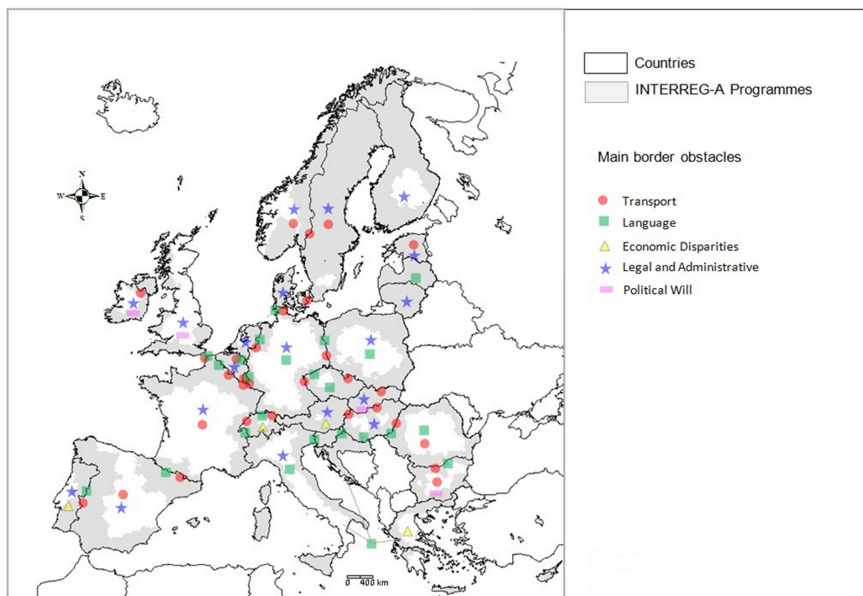 Countries
INTERREG-A Programmes
Main border obstacles
Transport
Language
Economic Disparities
Legal and Administrative
Political Will
N
W E
S
0 400 km